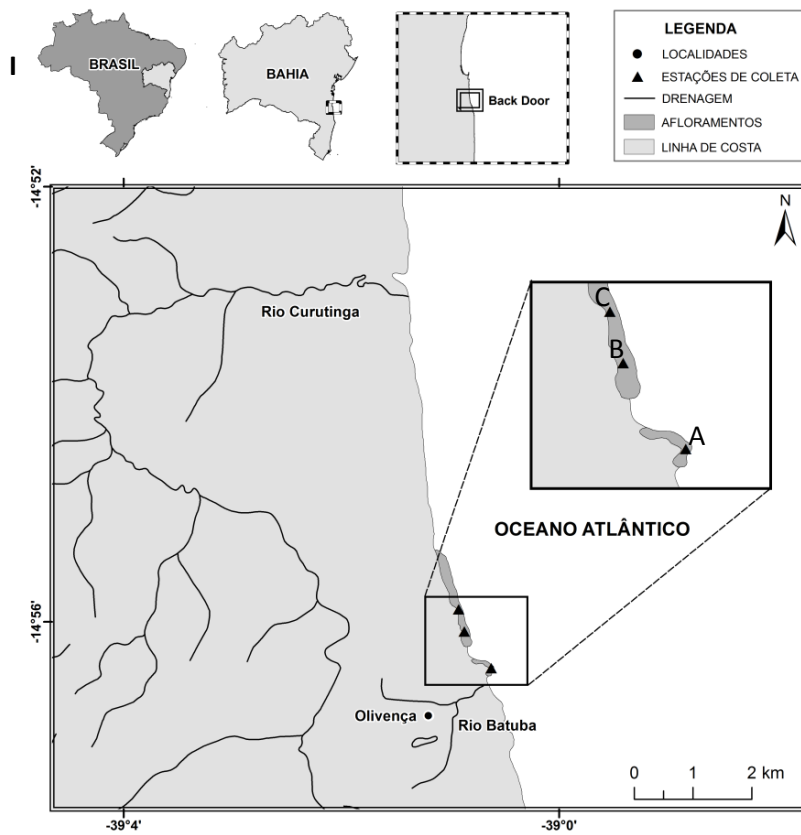 I
BRASIL
BAHIA
Back Door
LEGENDA
LOCALIDADES
ESTAÇÕES DE COLETA
DRENAGEM
AFLORAMENTOS
LINHA DE COSTA
-14°52'
N
Rio Curutinga
C
B
A
OCEANO ATLÂNTICO
-14°56'
Olivença
Rio Batuba
0 1 2 km
-39°4'
-39°0'